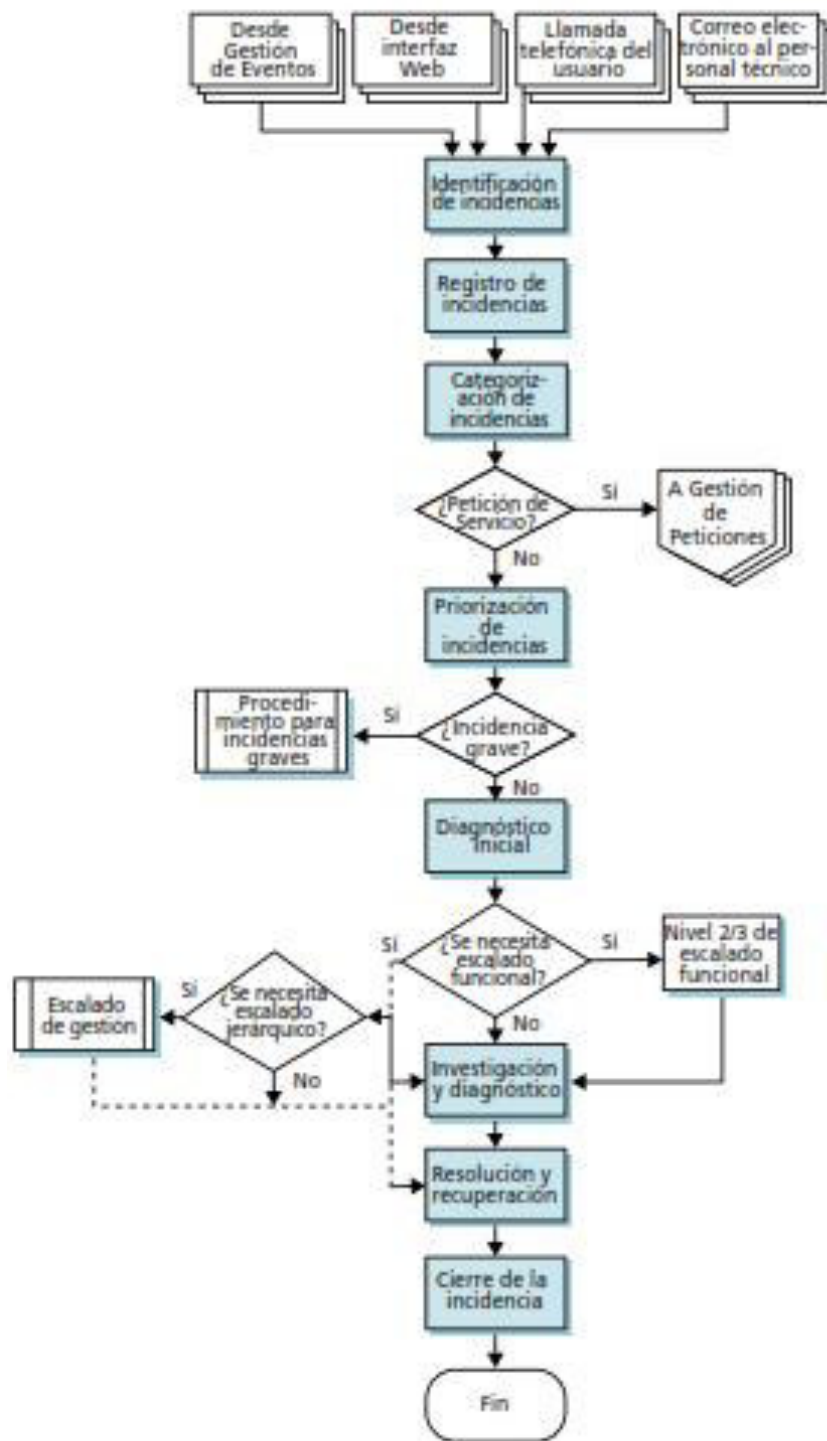 Desde
Gestión
de Eventos
Desde
interfaz
Web
Llamada
telefónica del
usuario
Correo elec-
trónico al per-
sonal técnico
Identificación
de incidencias
Registro de
incidencias
Categoriz-
ación de
incidencias
¿Petición de
Servicio?
Sí
A Gestión
de
Peticiones
No
Priorización
de
incidencias
Procedi-
miento para
incidencias
graves
Sí
¿Incidencia
grave?
No
Diagnóstico
Inicial
Sí
¿Se necesita
escalado
funcional?
Sí
Nivel 2/3 de
escalado
funcional
Escalado
de gestión
Sí
¿Se necesita
escalado
jerárquico?
No
No
Investigación
y diagnóstico
Resolución y
recuperación
Cierre de la
incidencia
Fin